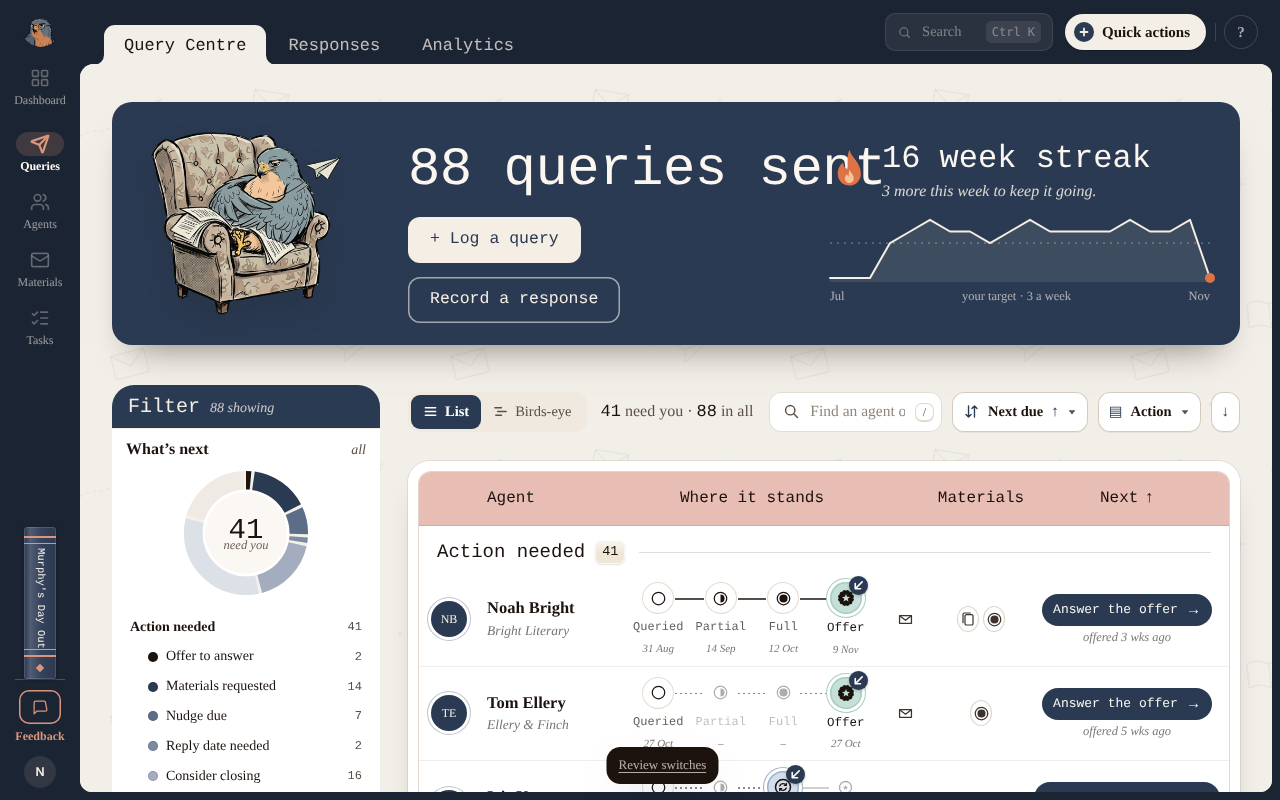 Query Centre
Responses
Analytics
Search
Ctrl K
Quick actions
?
Dashboard
Queries
Agents
Materials
Tasks
Murphy's Day Out
Feedback
N
88 queries sent
+ Log a query
Record a response
16 week streak
3 more this week to keep it going.
Jul
your target · 3 a week
Nov
Filter
88 showing
What’s next
all
41
need you
Action needed
41
Offer to answer
2
Materials requested
14
Nudge due
7
Reply date needed
2
Consider closing
16
List
Birds-eye
41 need you · 88 in all
Find an agent o
/
Next due ↑
Action
↓
Agent
Where it stands
Materials
Next ↑
Action needed
41
NB
Noah Bright
Bright Literary
Queried
Partial
Full
Offer
31 Aug
14 Sep
12 Oct
9 Nov
Answer the offer →
offered 3 wks ago
TE
Tom Ellery
Ellery & Finch
Queried
Partial
Full
Offer
27 Oct
–
–
27 Oct
Answer the offer →
offered 5 wks ago
Review switches